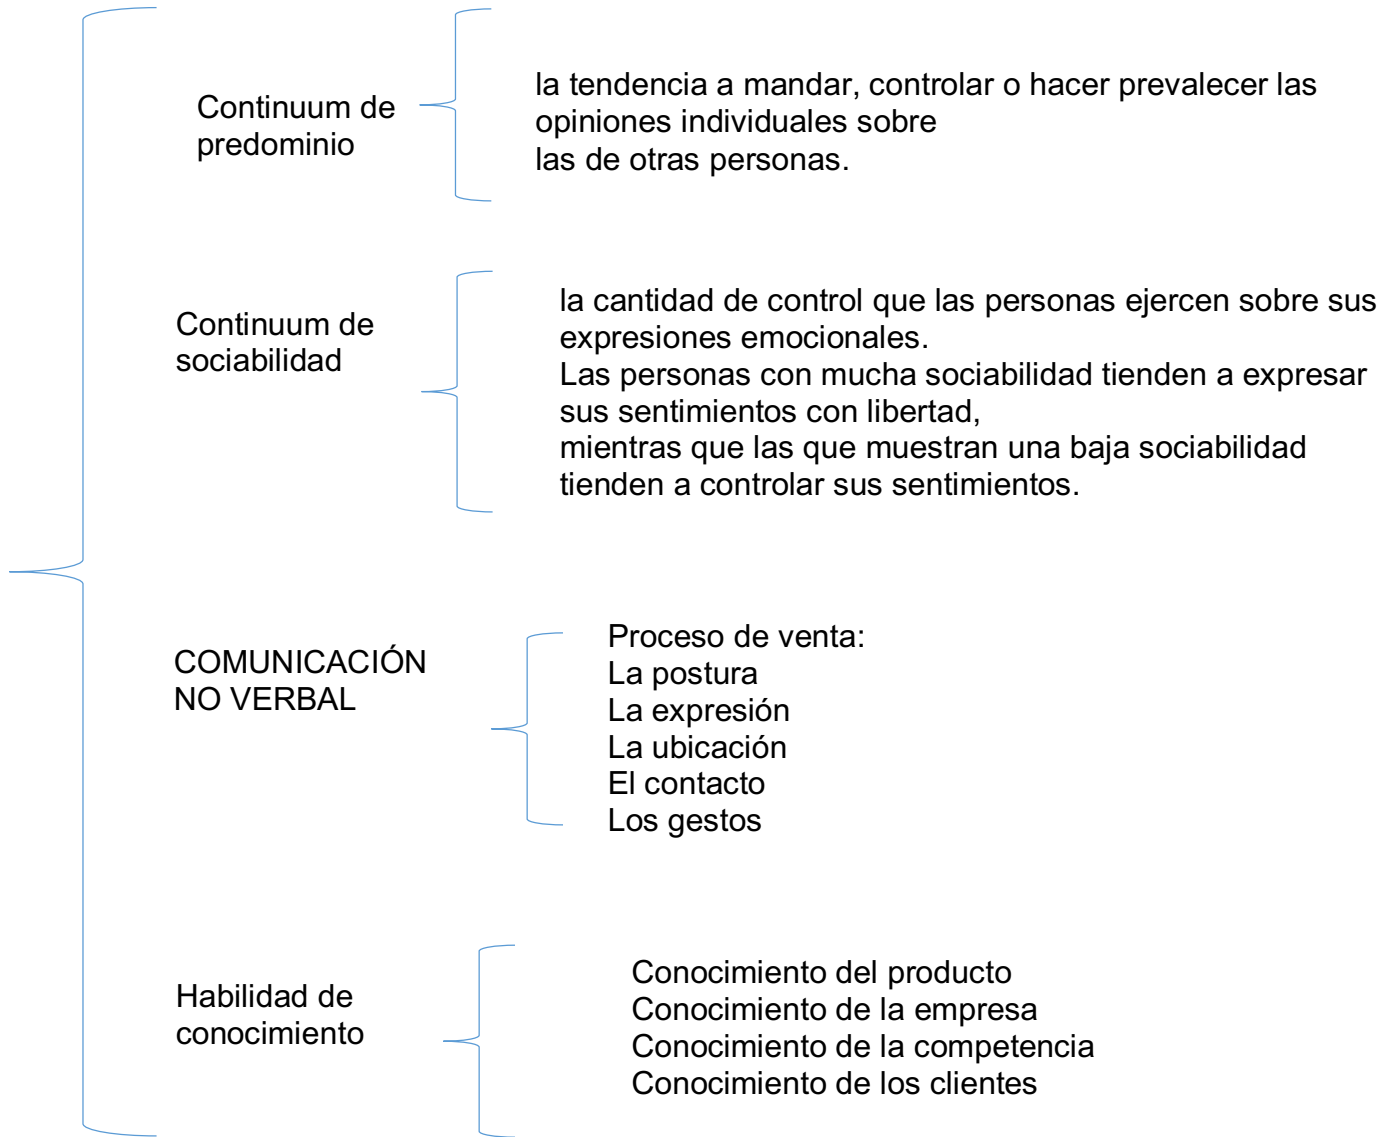 Continuum de
predominio
la tendencia a mandar, controlar o hacer prevalecer las
opiniones individuales sobre
las de otras personas.
Continuum de
sociabilidad
la cantidad de control que las personas ejercen sobre sus
expresiones emocionales.
Las personas con mucha sociabilidad tienden a expresar
sus sentimientos con libertad,
mientras que las que muestran una baja sociabilidad
tienden a controlar sus sentimientos.
COMUNICACIÓN
NO VERBAL
Proceso de venta:
La postura
La expresión
La ubicación
El contacto
Los gestos
Habilidad de
conocimiento
Conocimiento del producto
Conocimiento de la empresa
Conocimiento de la competencia
Conocimiento de los clientes